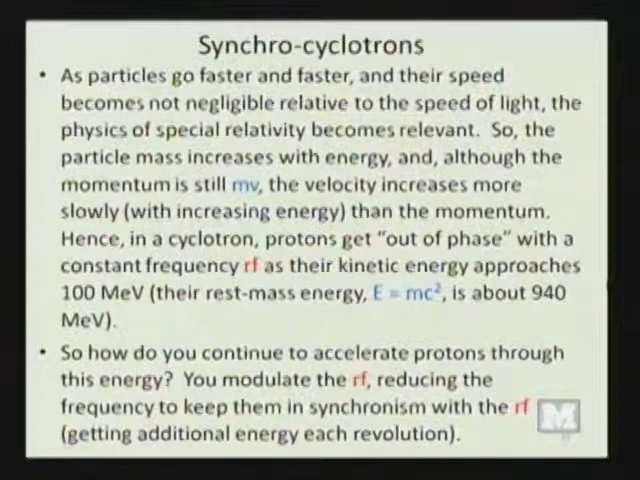 Synchro-cyclotrons
• As particles go faster and faster, and their speed
becomes not negligible relative to the speed of light, the
physics of special relativity becomes relevant. So, the
particle mass increases with energy, and, although the
momentum is still mv, the velocity increases more
slowly (with increasing energy) than the momentum.
Hence, in a cyclotron, protons get “out of phase” with a
constant frequency rf as their kinetic energy approaches
100 MeV (their rest-mass energy, E = mc², is about 940
MeV).
• So how do you continue to accelerate protons through
this energy? You modulate the rf, reducing the
frequency to keep them in synchronism with the rf
(getting additional energy each revolution).
M